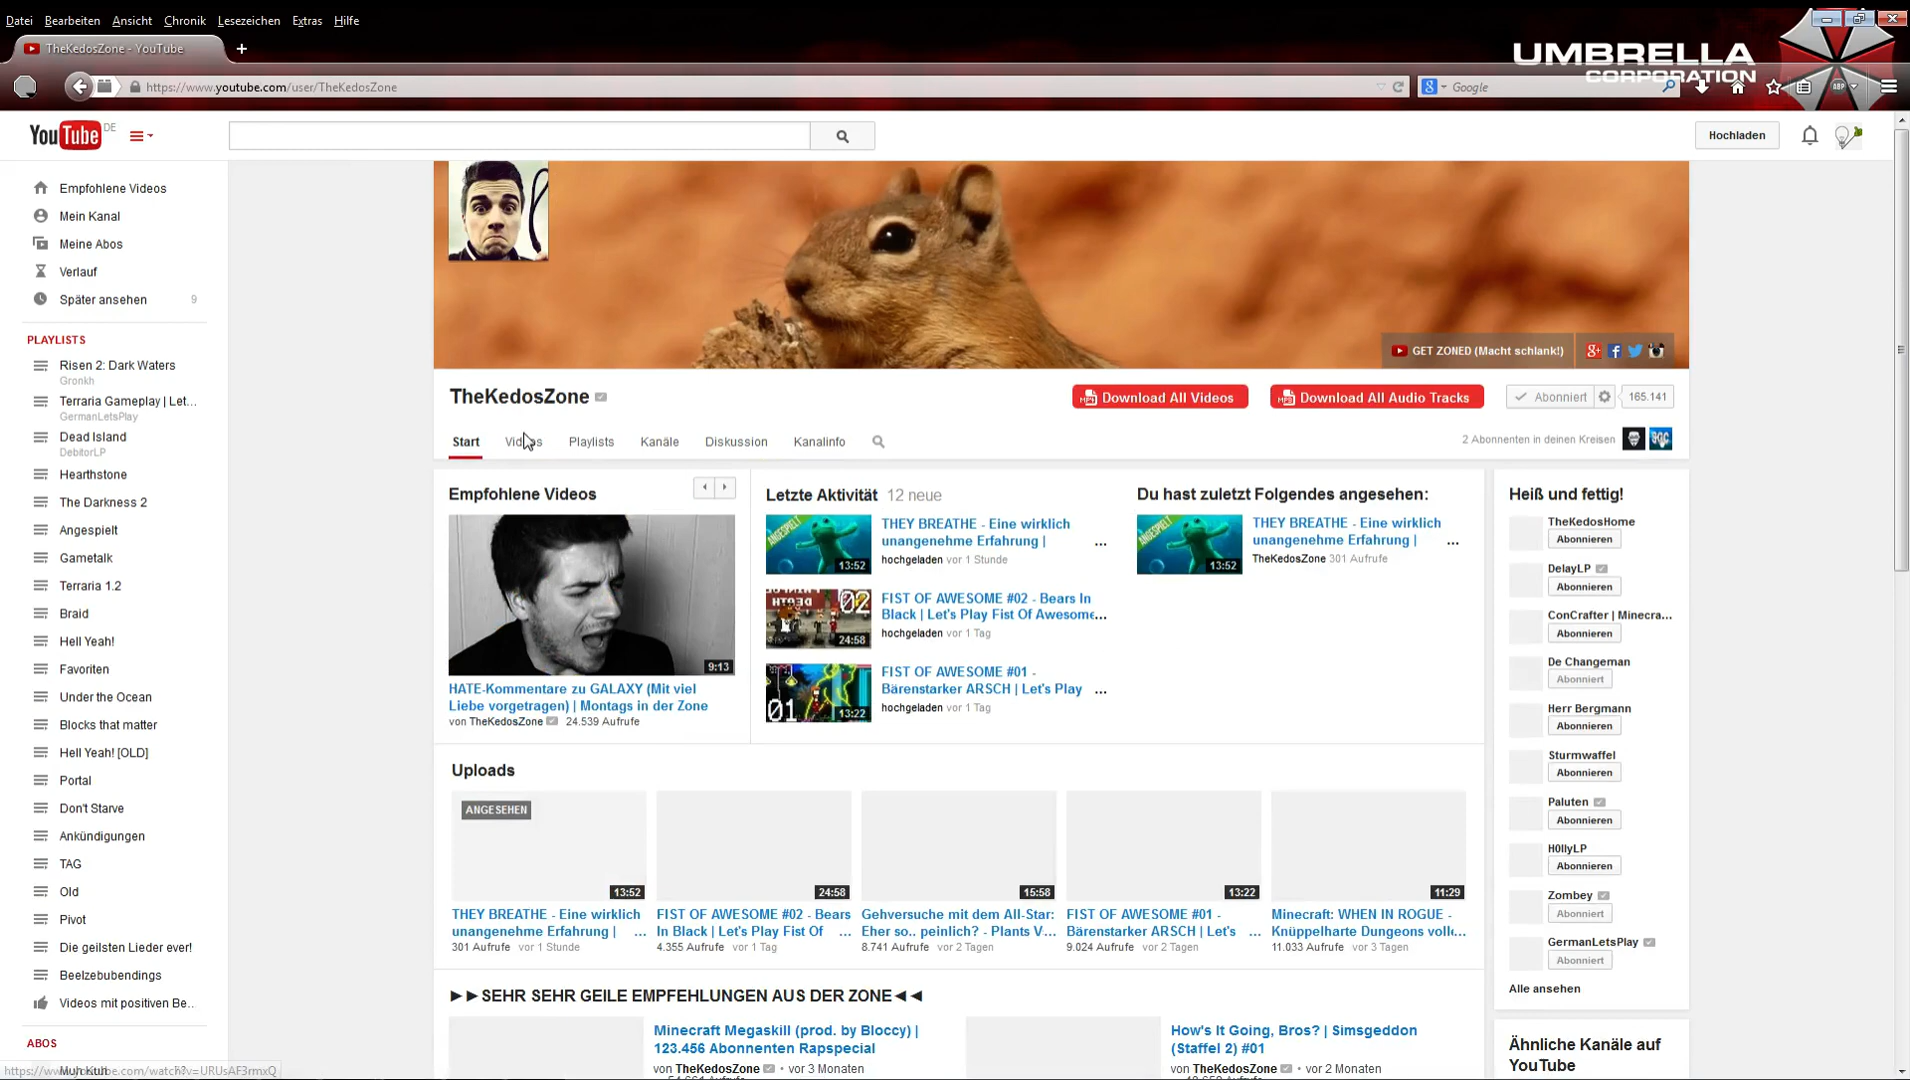 Datei Bearbeiten Ansicht Chronik Lesezeichen Extras Hilfe
TheKedosZone - YouTube
UMBRELLA
CORPORATION
https://www.youtube.com/user/TheKedosZone
Google
YouTube DE
Hochladen
Empfohlene Videos
Mein Kanal
Meine Abos
Verlauf
Später ansehen 9
PLAYLISTS
Risen 2: Dark Waters
Gronkh
Terraria Gameplay | Let...
GermanLetsPlay
Dead Island
DebitorLP
Hearthstone
The Darkness 2
Angespielt
Gametalk
Terraria 1.2
Braid
Hell Yeah!
Favoriten
Under the Ocean
Blocks that matter
Hell Yeah! [OLD]
Portal
Don't Starve
Ankündigungen
TAG
Old
Pivot
Die geilsten Lieder ever!
Beelzebubendings
Videos mit positiven Be..
ABOS
https://www.youtube.com/watch?v=URUsAF3rmxQ
GET ZONED (Macht schlank!)
TheKedosZone
Download All Videos
Download All Audio Tracks
Abonniert 165.141
Start Videos Playlists Kanäle Diskussion Kanalinfo
2 Abonnenten in deinen Kreisen
Empfohlene Videos
9:13
HATE-Kommentare zu GALAXY (Mit viel
Liebe vorgetragen) | Montags in der Zone
von TheKedosZone 24.539 Aufrufe
Letzte Aktivität 12 neue
ANGESPIELT
13:52
THEY BREATHE - Eine wirklich
unangenehme Erfahrung | ...
hochgeladen vor 1 Stunde
02
24:58
FIST OF AWESOME #02 - Bears In
Black | Let's Play Fist Of Awesome...
hochgeladen vor 1 Tag
01
13:22
FIST OF AWESOME #01 -
Bärenstarker ARSCH | Let's Play ...
hochgeladen vor 1 Tag
Du hast zuletzt Folgendes angesehen:
ANGESPIELT
13:52
THEY BREATHE - Eine wirklich
unangenehme Erfahrung | ...
TheKedosZone 301 Aufrufe
Uploads
ANGESEHEN
13:52
THEY BREATHE - Eine wirklich
unangenehme Erfahrung | ...
301 Aufrufe vor 1 Stunde
24:58
FIST OF AWESOME #02 - Bears
In Black | Let's Play Fist Of ...
4.355 Aufrufe vor 1 Tag
15:58
Gehversuche mit dem All-Star:
Eher so.. peinlich? - Plants V...
8.741 Aufrufe vor 2 Tagen
13:22
FIST OF AWESOME #01 -
Bärenstarker ARSCH | Let's ...
9.024 Aufrufe vor 2 Tagen
11:29
Minecraft: WHEN IN ROGUE -
Knüppelharte Dungeons voll...
11.033 Aufrufe vor 3 Tagen
►►SEHR SEHR GEILE EMPFEHLUNGEN AUS DER ZONE◄◄
Minecraft Megaskill (prod. by Bloccy) |
123.456 Abonnenten Rapspecial
von TheKedosZone • vor 3 Monaten
How's It Going, Bros? | Simsgeddon
(Staffel 2) #01
von TheKedosZone • vor 2 Monaten
Heiß und fettig!
TheKedosHome
Abonnieren
DelayLP
Abonnieren
ConCrafter | Minecra...
Abonnieren
De Changeman
Abonniert
Herr Bergmann
Abonnieren
Sturmwaffel
Abonnieren
Paluten
Abonnieren
H0llyLP
Abonnieren
Zombey
Abonniert
GermanLetsPlay
Abonniert
Alle ansehen
Ähnliche Kanäle auf
YouTube